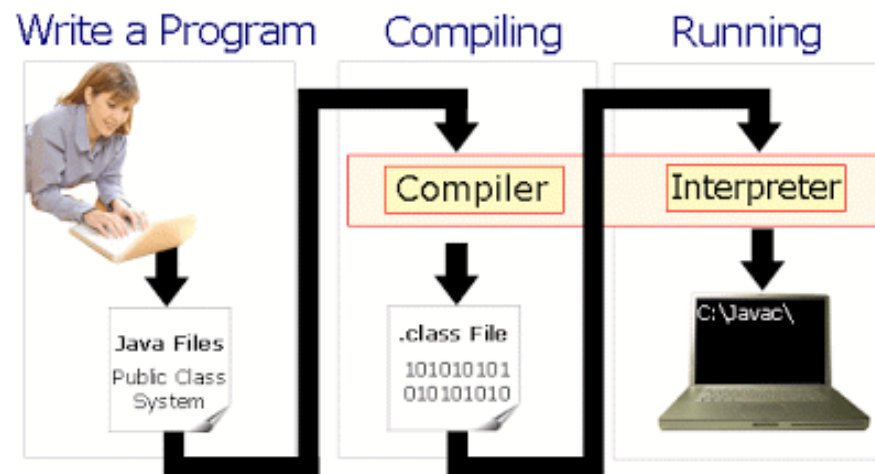 Write a Program
Compiling
Running
Compiler
Interpreter
Java Files
Public Class
System
.class File
101010101
010101010
C:\Javac\